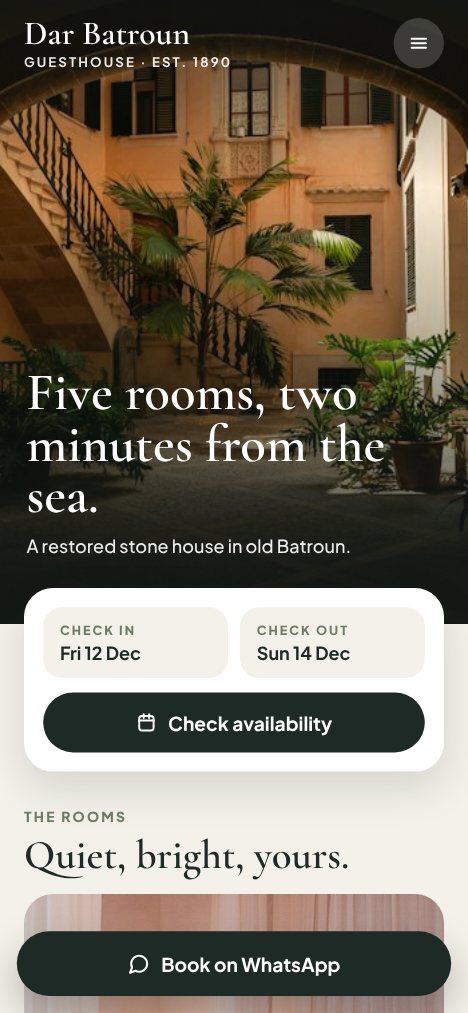 Dar Batroun
GUESTHOUSE · EST. 1890
Five rooms, two
minutes from the
sea.
A restored stone house in old Batroun.
CHECK IN
Fri 12 Dec
CHECK OUT
Sun 14 Dec
Check availability
THE ROOMS
Quiet, bright, yours.
Book on WhatsApp